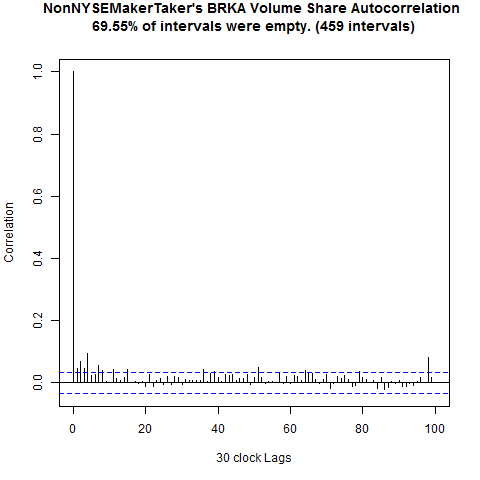 NonNYSEMakerTaker's BRKA Volume Share Autocorrelation
69.55% of intervals were empty. (459 intervals)
1.0
0.8
0.6
0.4
0.2
0.0
Correlation
0 20 40 60 80 100
30 clock Lags